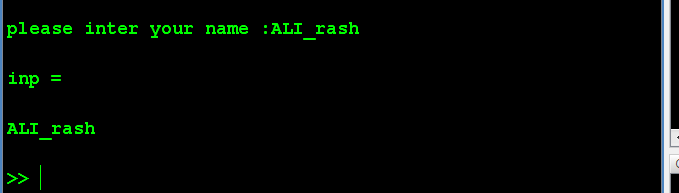 please inter your name :ALI_rash
inp =
ALI_rash
>>